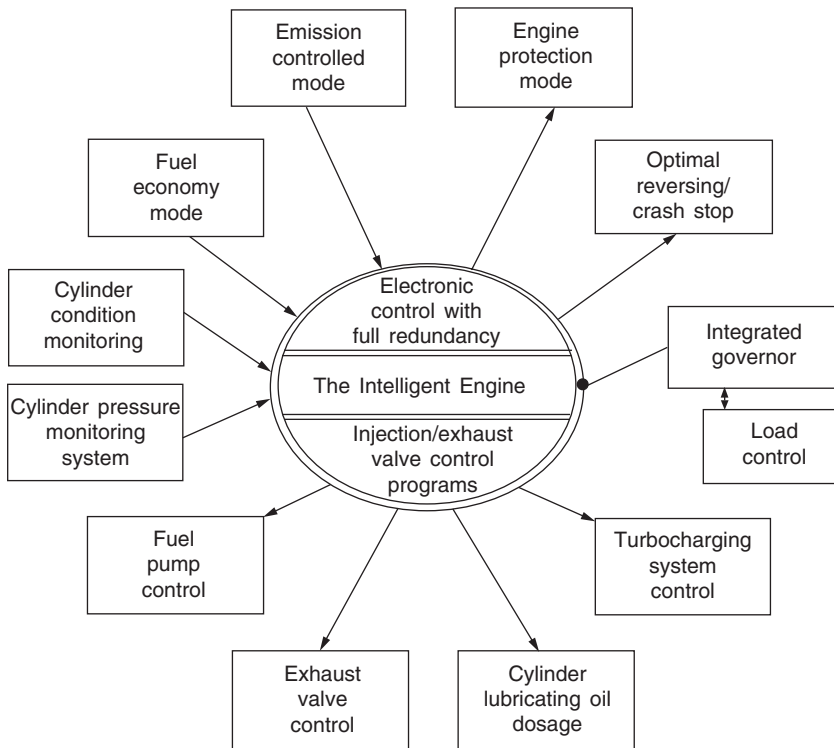 Emission
controlled
mode
Engine
protection
mode
Fuel
economy
mode
Optimal
reversing/
crash stop
Cylinder
condition
monitoring
Electronic
control with
full redundancy
Integrated
governor
The Intelligent Engine
Cylinder pressure
monitoring
system
Load
control
Injection/exhaust
valve control
programs
Fuel
pump
control
Turbocharging
system
control
Exhaust
valve
control
Cylinder
lubricating oil
dosage